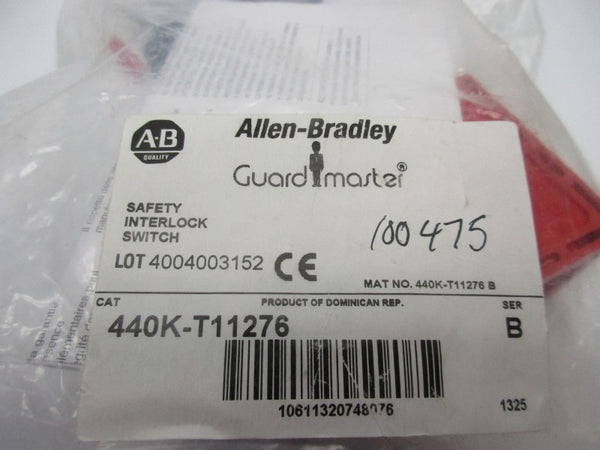 A-B
QUALITY
Allen-Bradley
Guardmaster®
SAFETY
INTERLOCK
SWITCH
100475
LOT 4004003152 CE
MAT NO. 440K-T11276 B
CAT PRODUCT OF DOMINICAN REP. SER
440K-T11276 B
10611320748076 1325